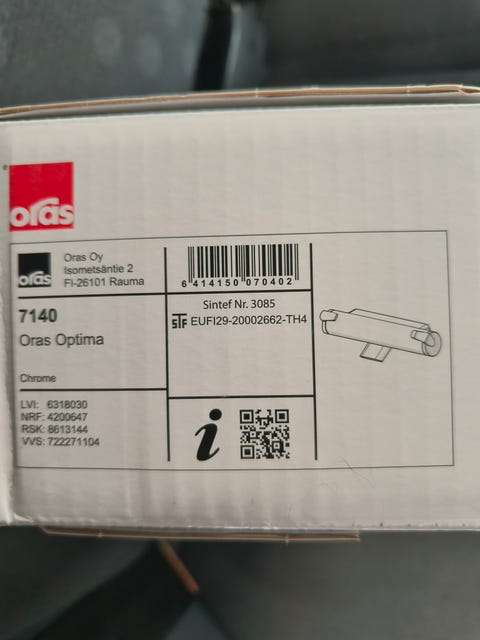 oras
oras
Oras Oy
Isometsäntie 2
FI-26101 Rauma
7140
Oras Optima
Chrome
LVI: 6318030
NRF: 4200647
RSK: 8613144
VVS: 722271104
6 414150 070402
Sintef Nr. 3085
STF EUFI29-20002662-TH4
i